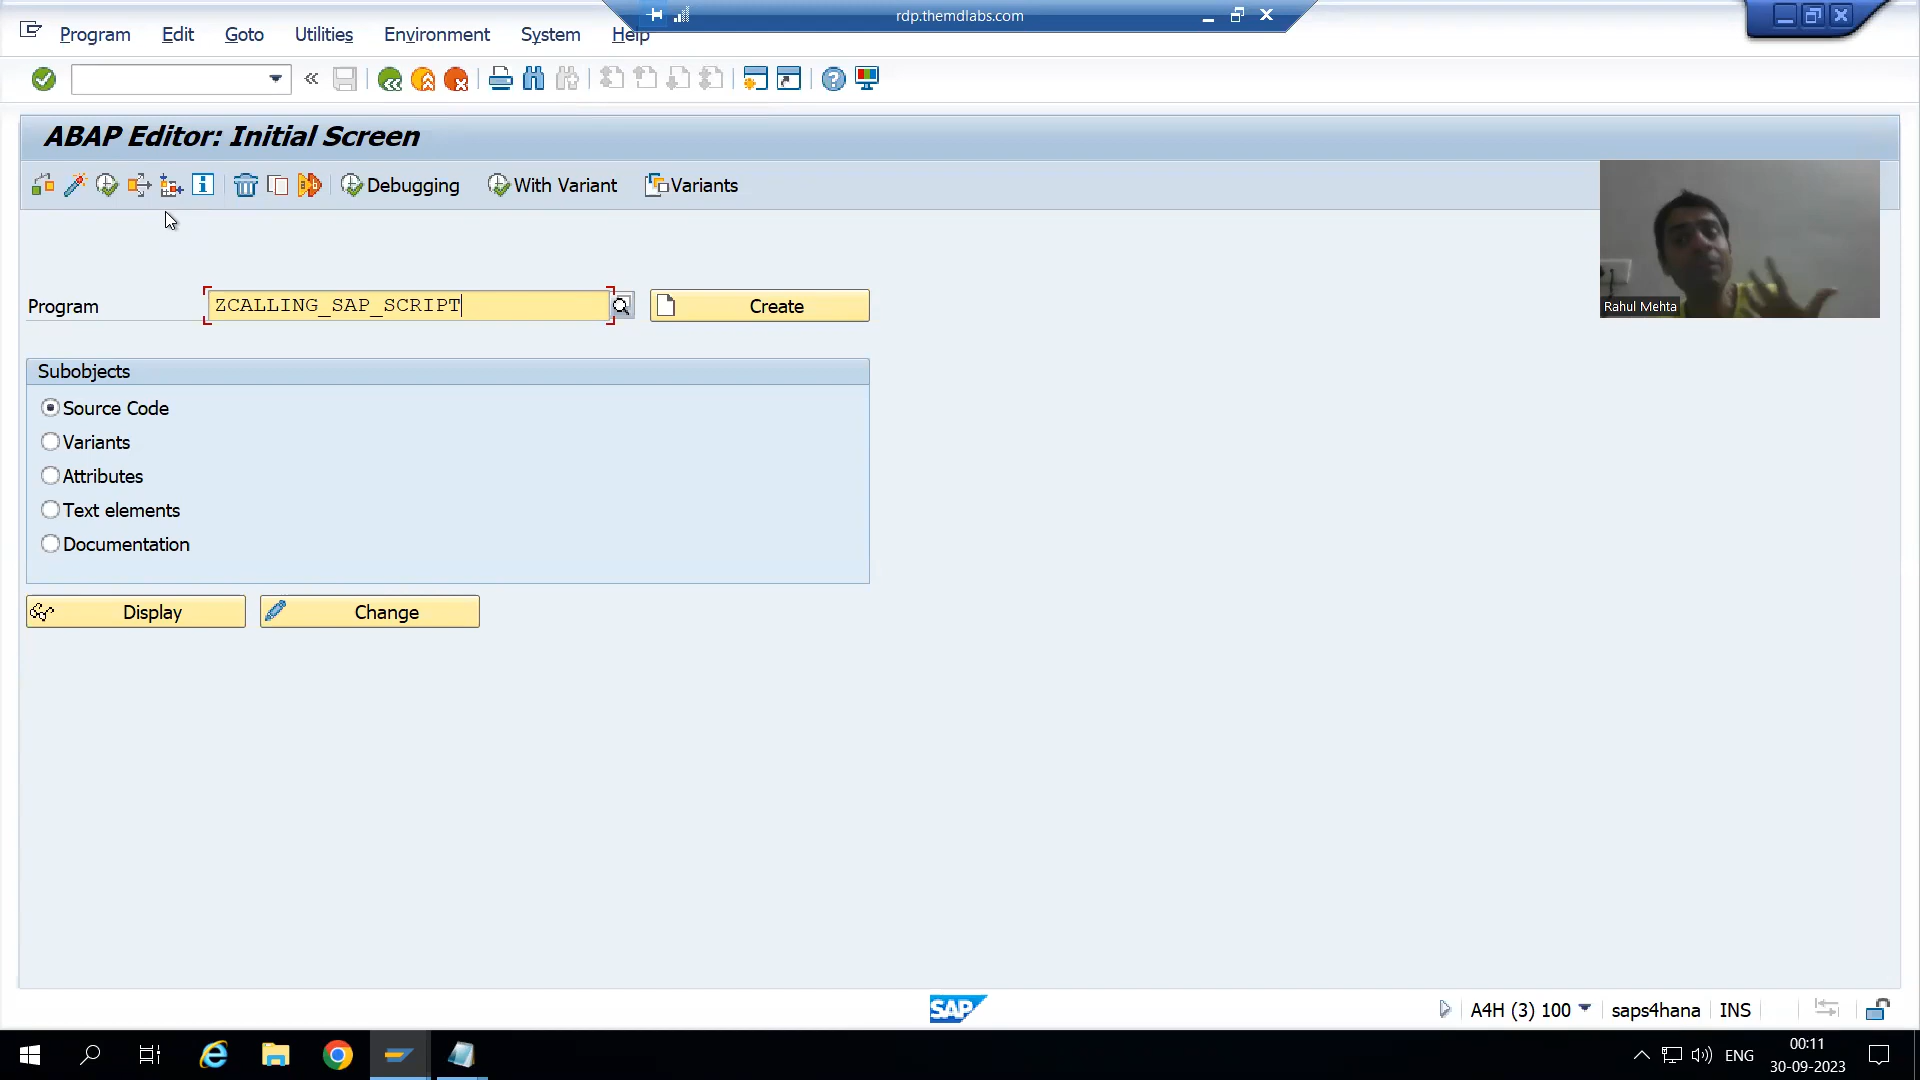 rdp.themdlabs.com
Program Edit Goto Utilities Environment System Help
ABAP Editor: Initial Screen
Debugging With Variant Variants
Rahul Mehta
Program ZCALLING_SAP_SCRIPT Create
Subobjects
Source Code
Variants
Attributes
Text elements
Documentation
Display Change
SAP
A4H (3) 100 saps4hana INS
ENG
00:11
30-09-2023